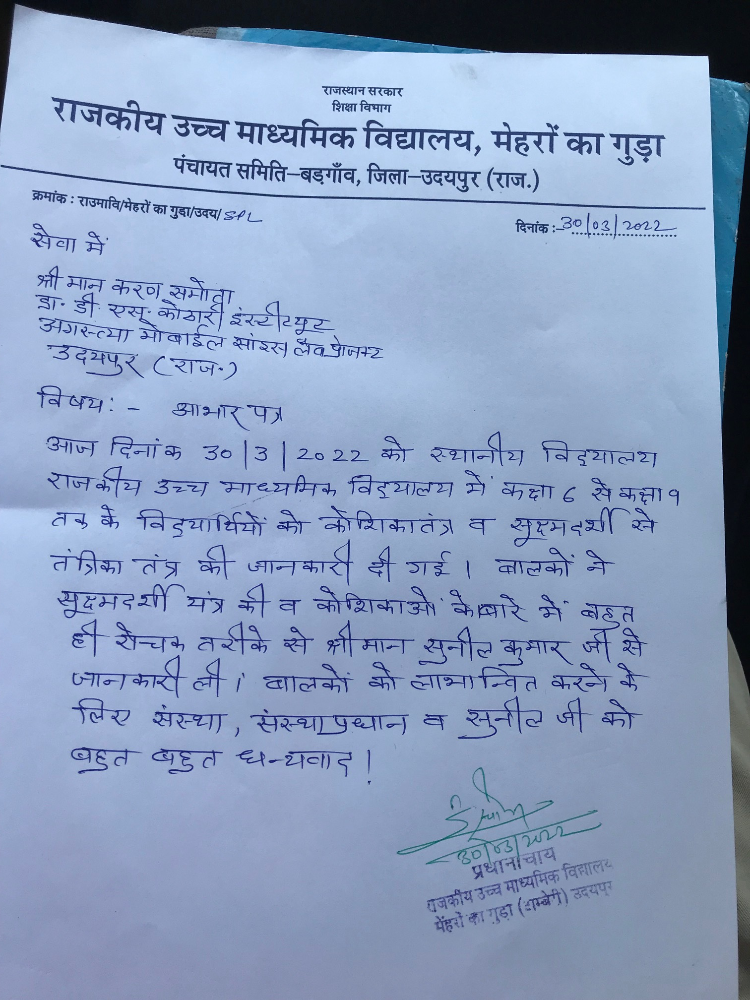 राजस्थान सरकार
शिक्षा विभाग
राजकीय उच्च माध्यमिक विद्यालय, मेहरों का गुड़ा
पंचायत समिति–बड़गाँव, जिला–उदयपुर (राज.)
क्रमांक : राउमावि/मेहरों का गुडा/उदय/ SPL
दिनांक :- 30/03/2022
सेवा में
श्री मान करण समोता
डा. डी. एस. कोठारी इंस्टीट्यूट
अगस्त्या मोबाईल सांइस लैब प्रोजेक्ट
उदयपुर (राज.)
विषय : - आभार पत्र
आज दिनांक 30/3/2022 को स्थानीय विद्यालय
राजकीय उच्च माध्यमिक विद्यालय में कक्षा 6 से कक्षा 9
तक के विद्यार्थियों को कोशिकातंत्र व सूक्ष्मदर्शी से
तंत्रिका तंत्र की जानकारी दी गई । बालकों ने
सूक्ष्मदर्शी यंत्र की व कोशिकाओं के बारे में बहुत
ही रोचक तरीके से श्री मान सुनील कुमार जी से
जानकारी ली । बालकों को लाभान्वित करने के
लिए संस्था, संस्थाप्रधान व सुनील जी को
बहुत बहुत धन्यवाद !
30/03/2022
प्रधानाचार्य
राजकीय उच्च माध्यमिक विद्यालय
मेंहरों का गुड़ा उदयपुर